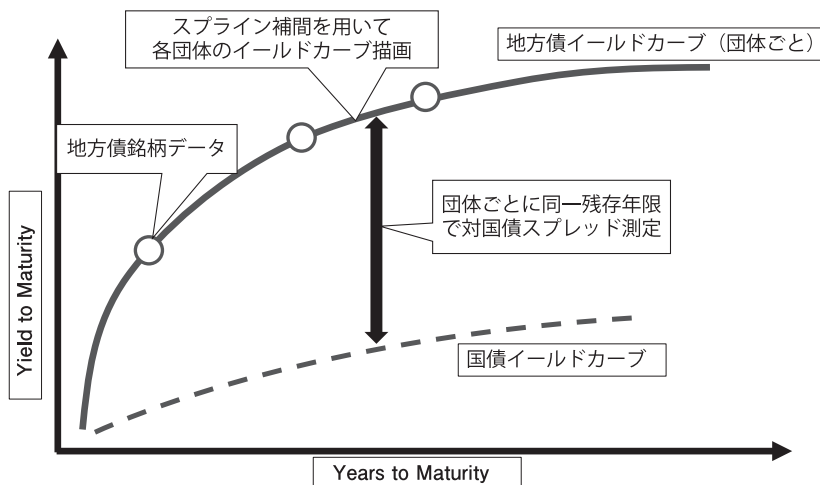 スプライン補間を用いて
各団体のイールドカーブ描画
地方債イールドカーブ（団体ごと）
地方債銘柄データ
団体ごとに同一残存年限
で対国債スプレッド測定
国債イールドカーブ
Yield to Maturity
Years to Maturity